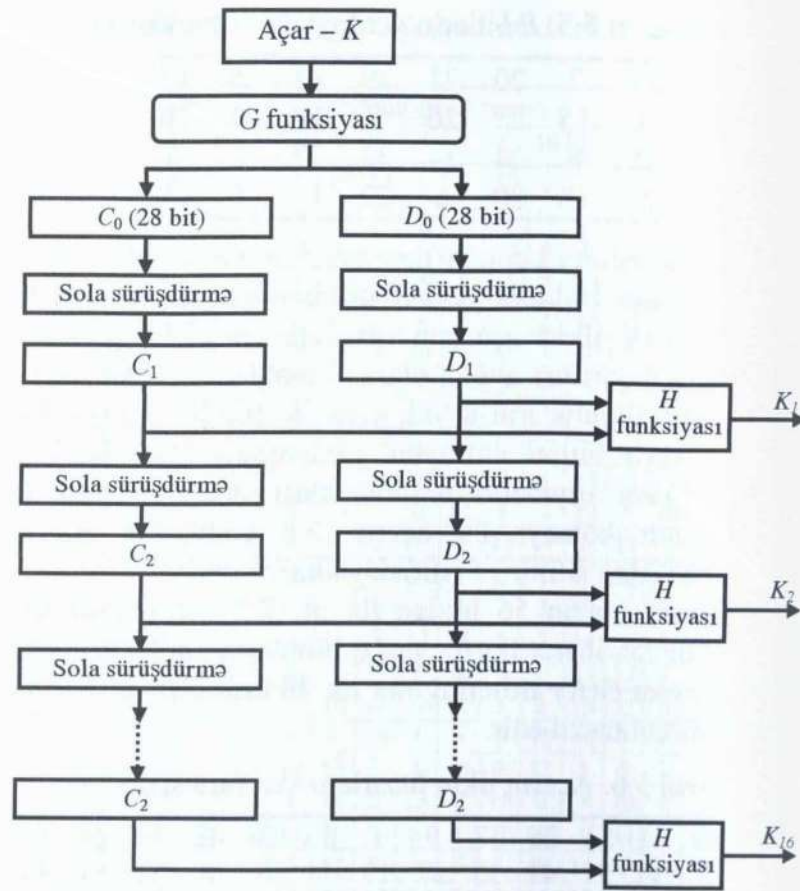 Açar – K
G funksiyası
C₀ (28 bit)
D₀ (28 bit)
Sola sürüşdürmə
Sola sürüşdürmə
C₁
D₁
H
funksiyası
K₁
Sola sürüşdürmə
Sola sürüşdürmə
C₂
D₂
H
funksiyası
K₂
Sola sürüşdürmə
Sola sürüşdürmə
C₂
D₂
H
funksiyası
K₁₆